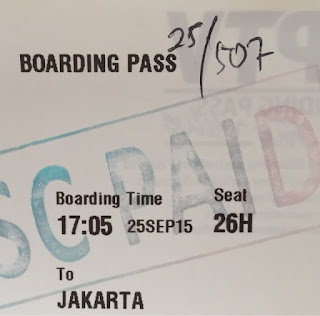 BOARDING PASS 25/507
SC PAID
Boarding Time Seat
17:05 25SEP15 26H
To
JAKARTA